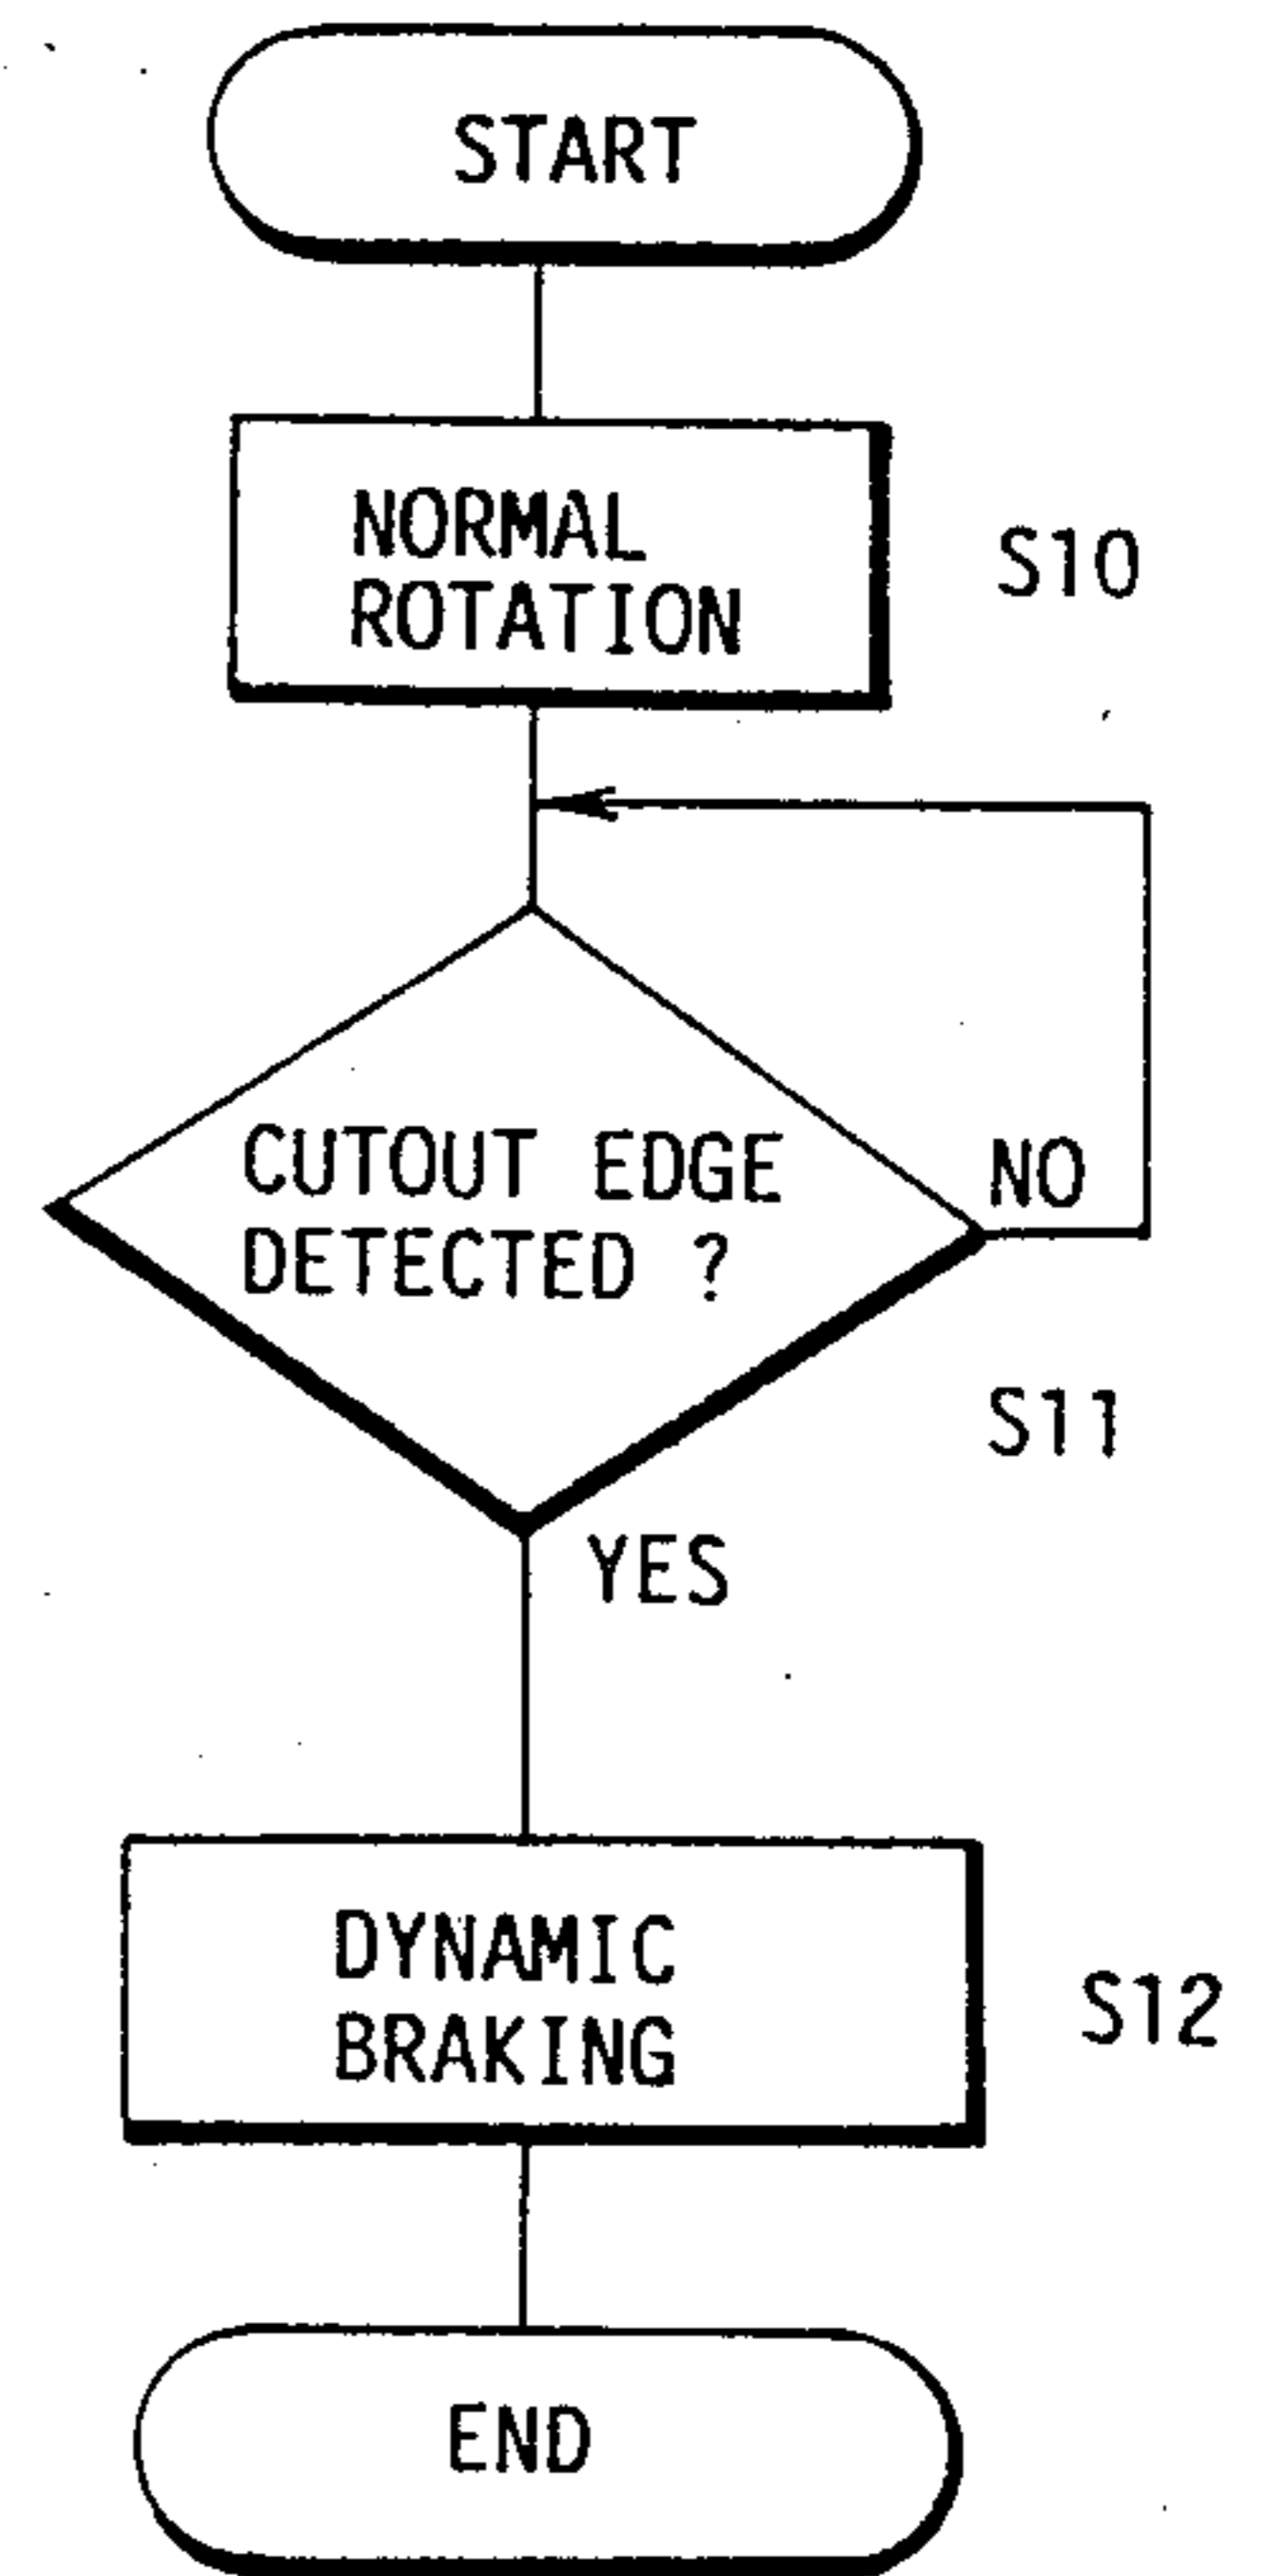 START
NORMAL
ROTATION
S10
CUTOUT EDGE
DETECTED ?
NO
S11
YES
DYNAMIC
BRAKING
S12
END